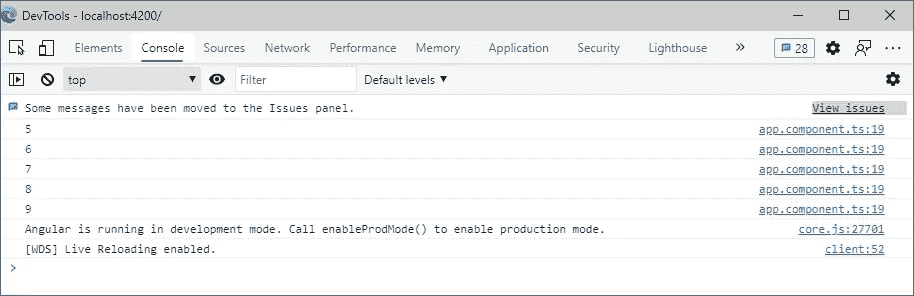 DevTools - localhost:4200/
Elements Console Sources Network Performance Memory Application Security Lighthouse » 28
top Filter Default levels
Some messages have been moved to the Issues panel. View issues
5 app.component.ts:19
6 app.component.ts:19
7 app.component.ts:19
8 app.component.ts:19
9 app.component.ts:19
Angular is running in development mode. Call enableProdMode() to enable production mode. core.js:27701
[WDS] Live Reloading enabled. client:52
>